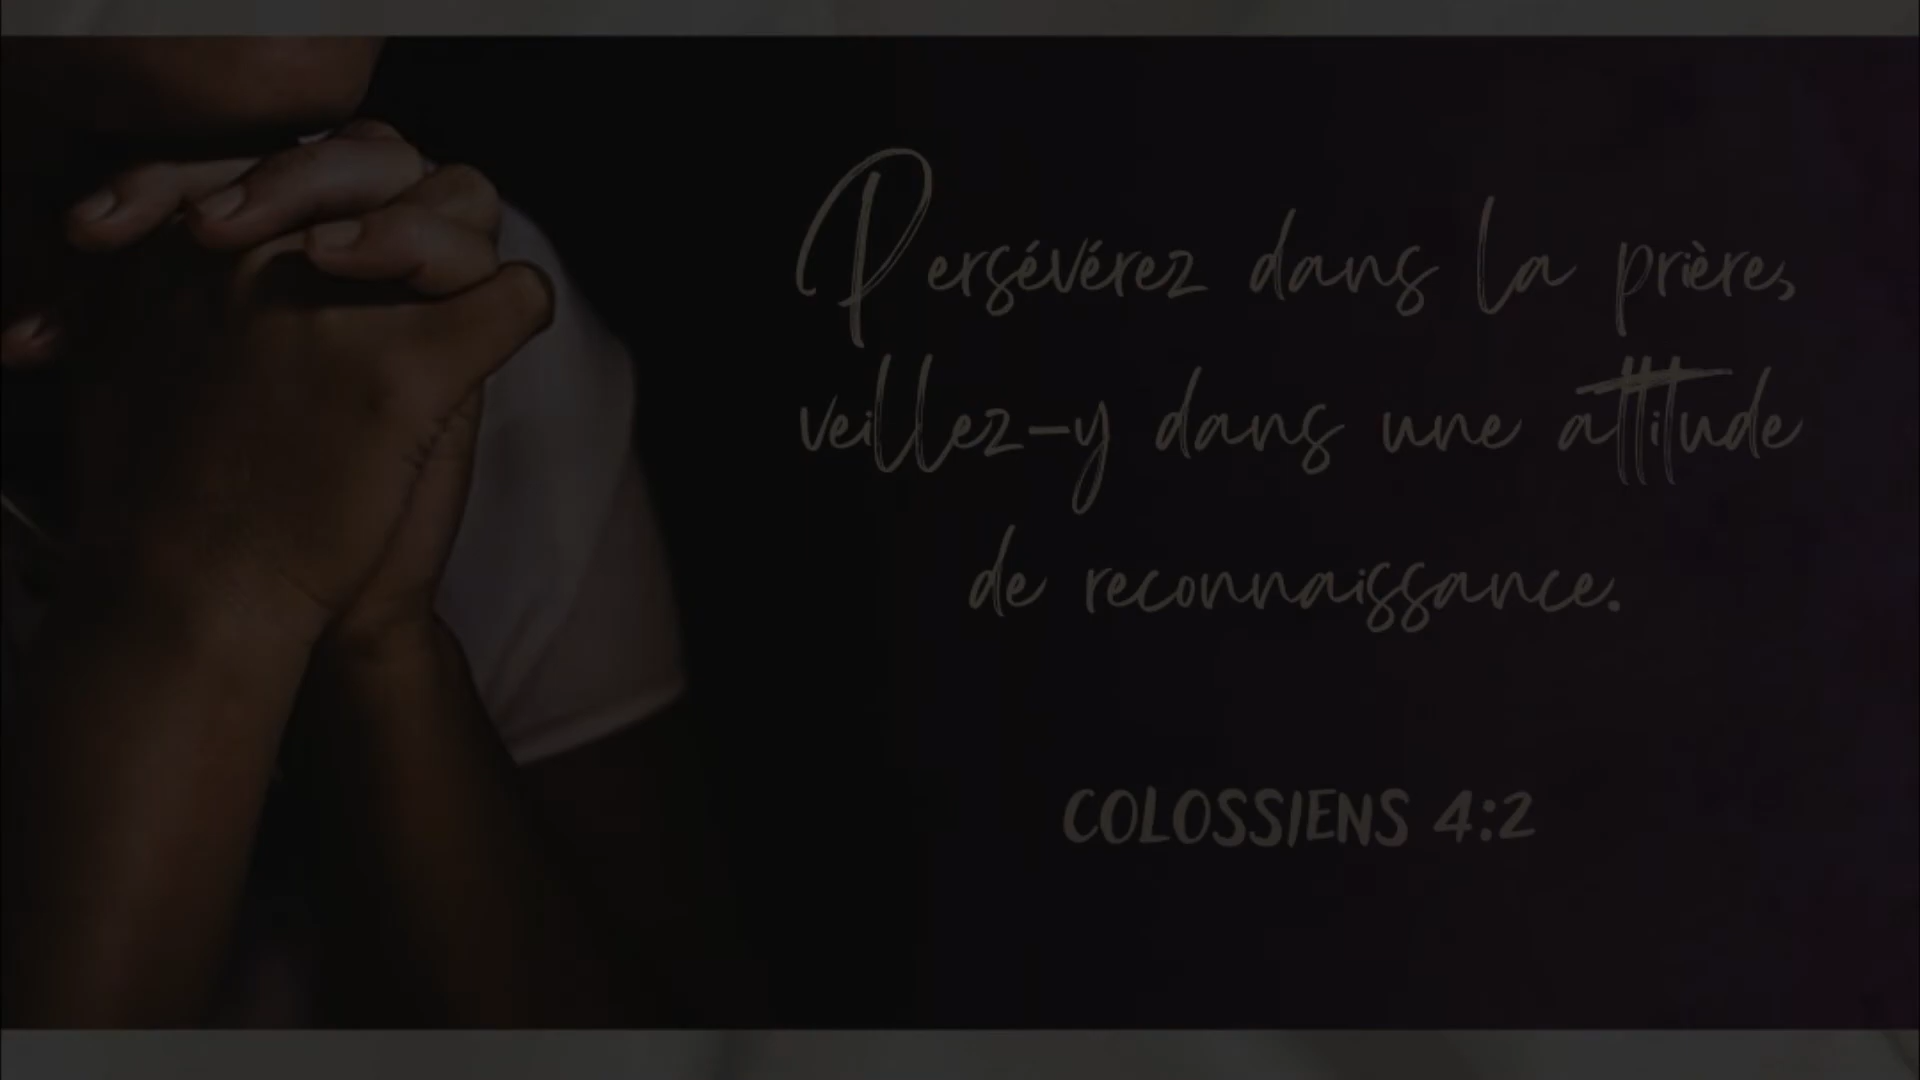 Persévérez dans la prière,
veillez-y dans une attitude
de reconnaissance.
COLOSSIENS 4:2